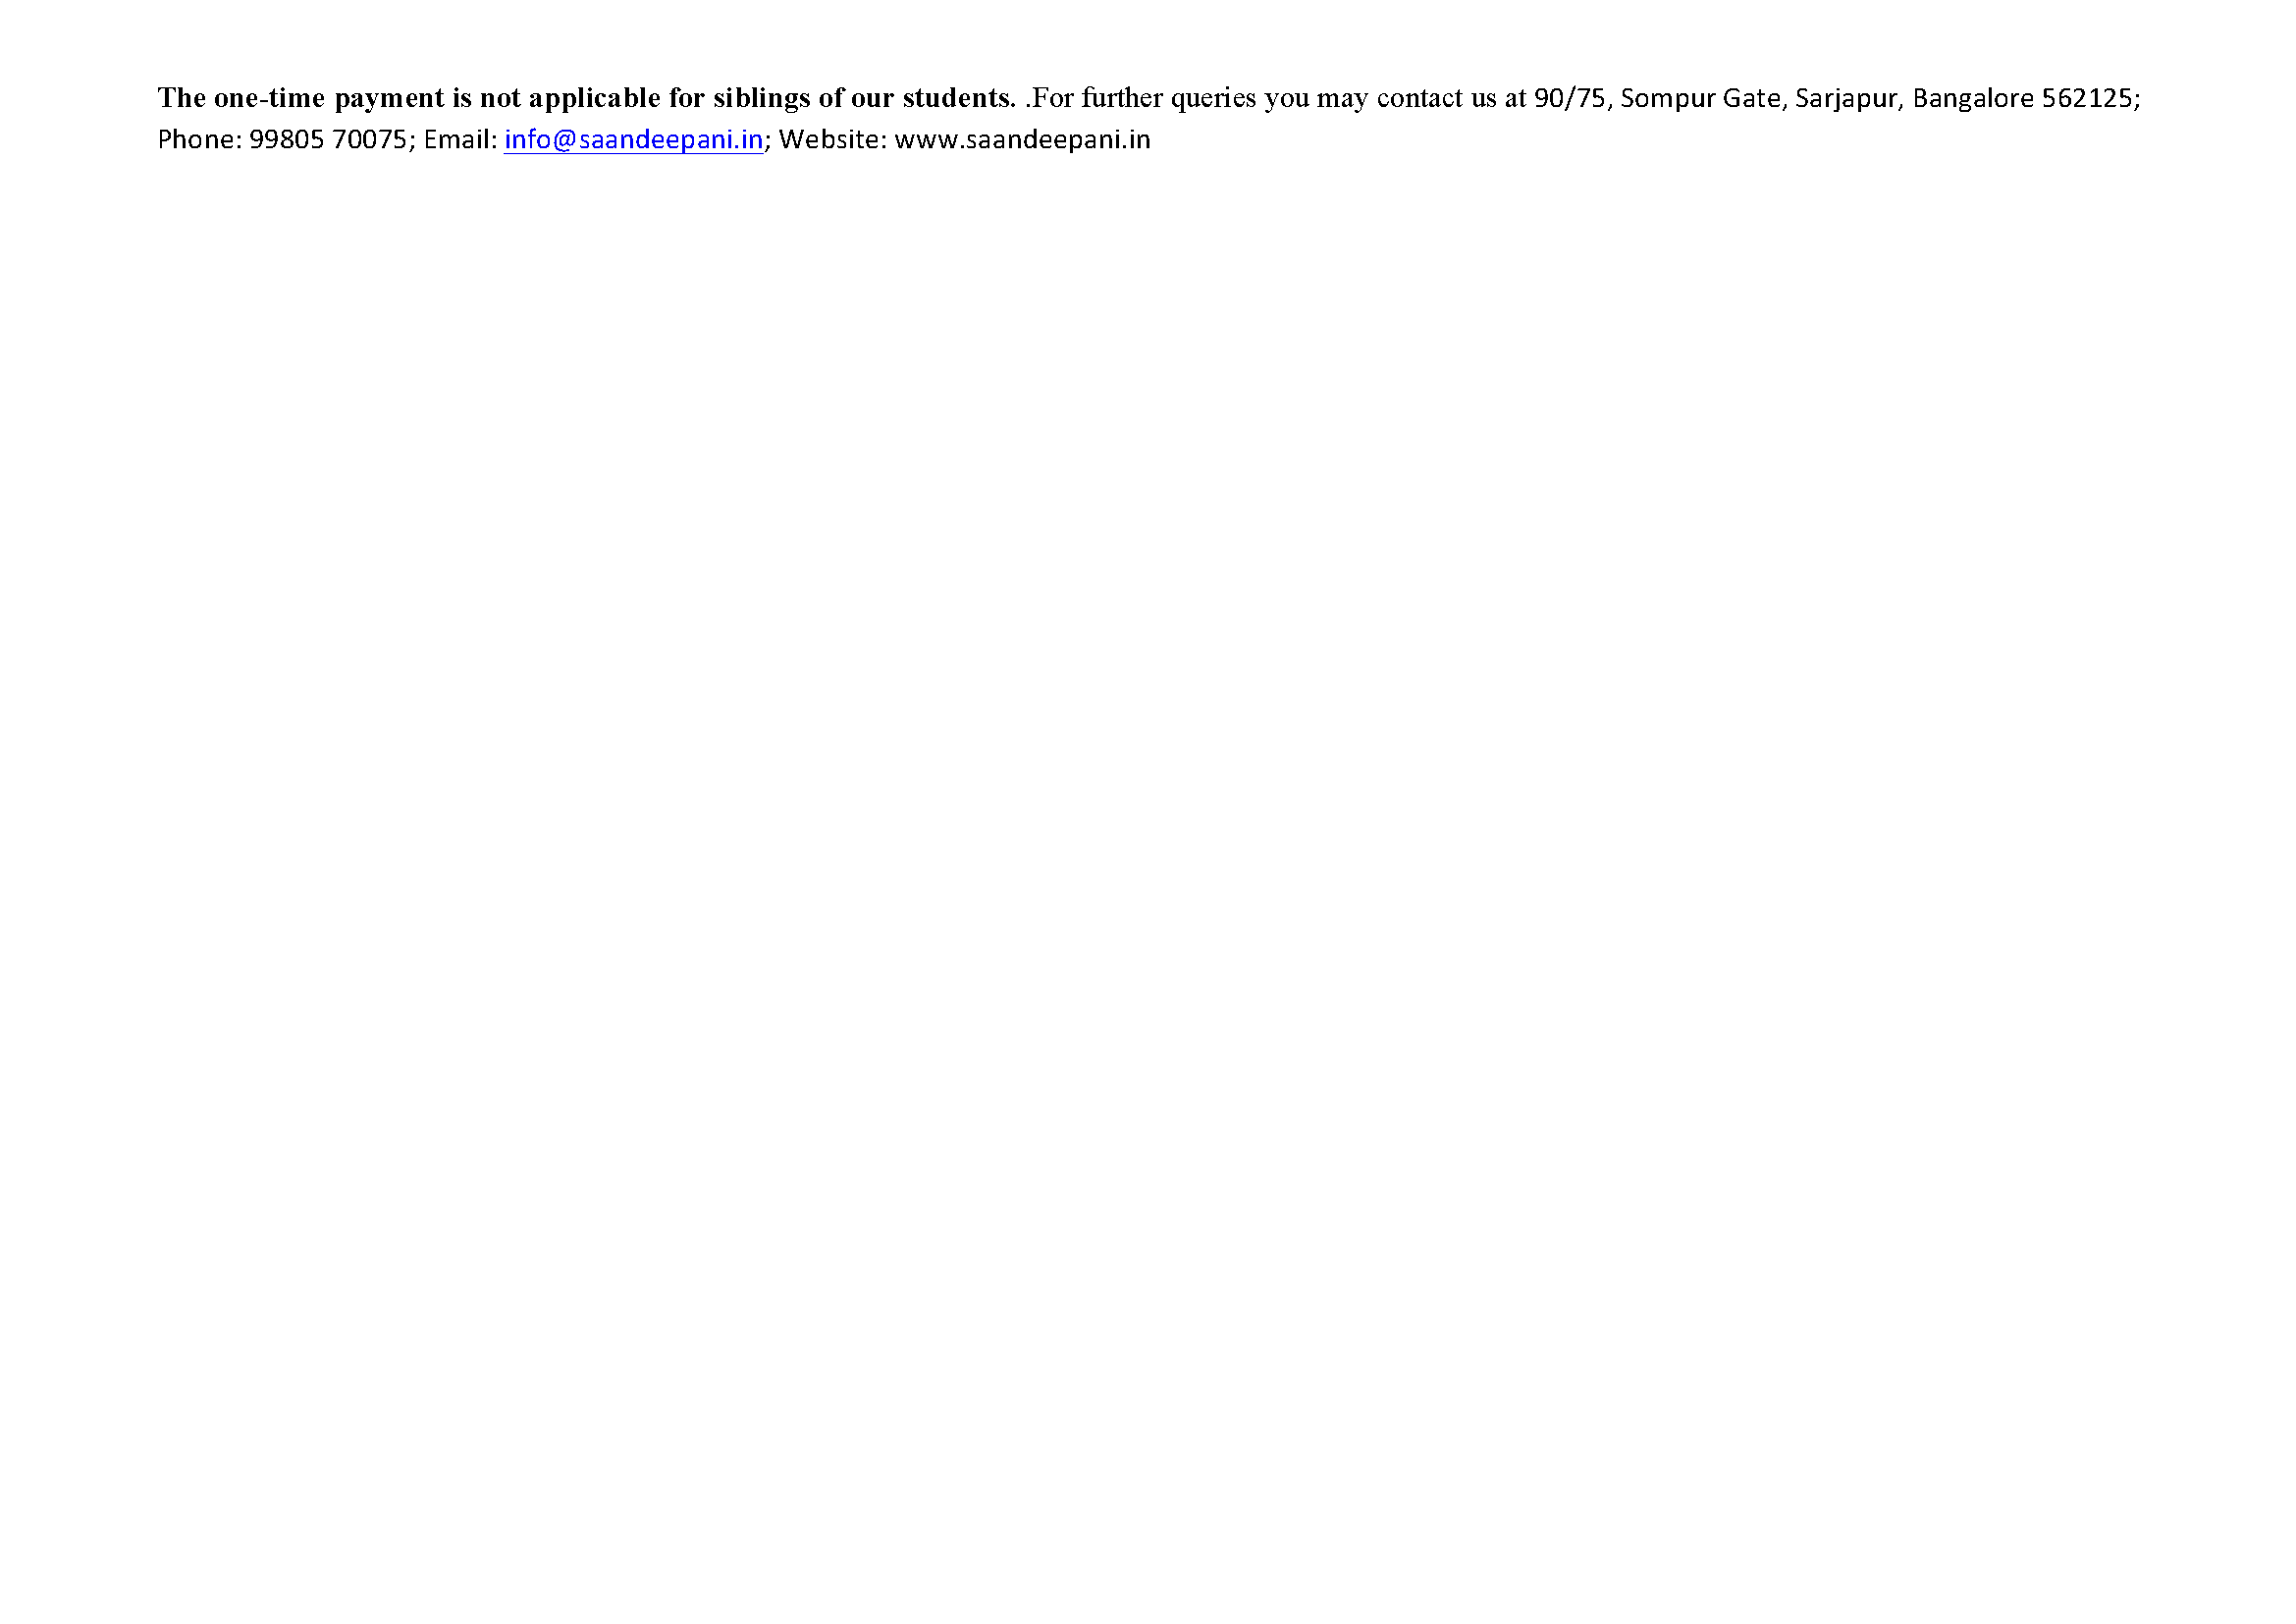 The one-time payment is not applicable for siblings of our students. .For further queries you may contact us at 90/75, Sompur Gate, Sarjapur, Bangalore 562125;
Phone: 99805 70075; Email: info@saandeepani.in; Website: www.saandeepani.in